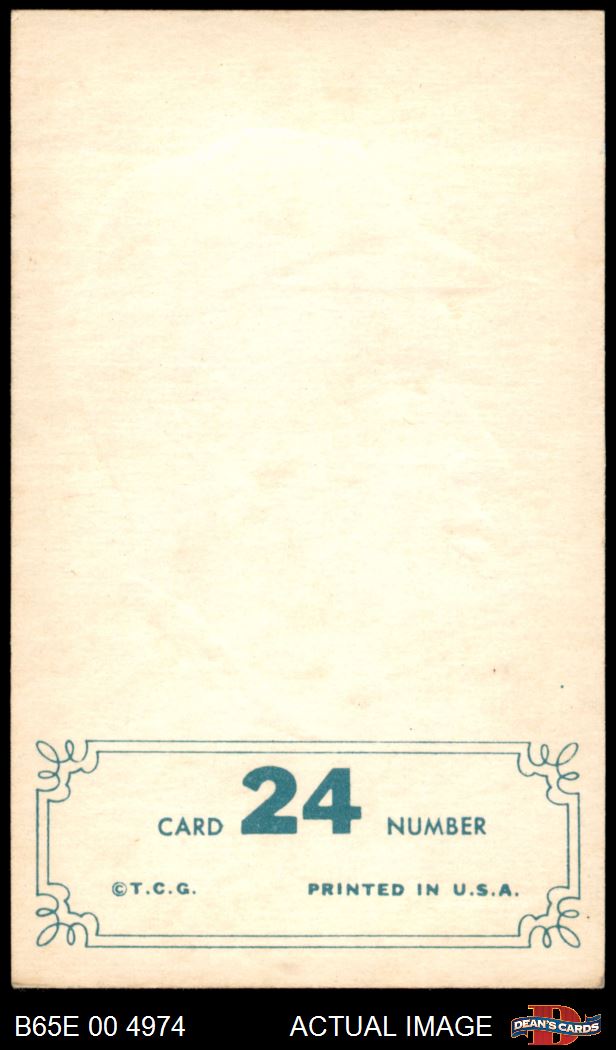 CARD 24 NUMBER
©T.C.G. PRINTED IN U.S.A.
B65E 00 4974 ACTUAL IMAGE DEAN'S CARDS